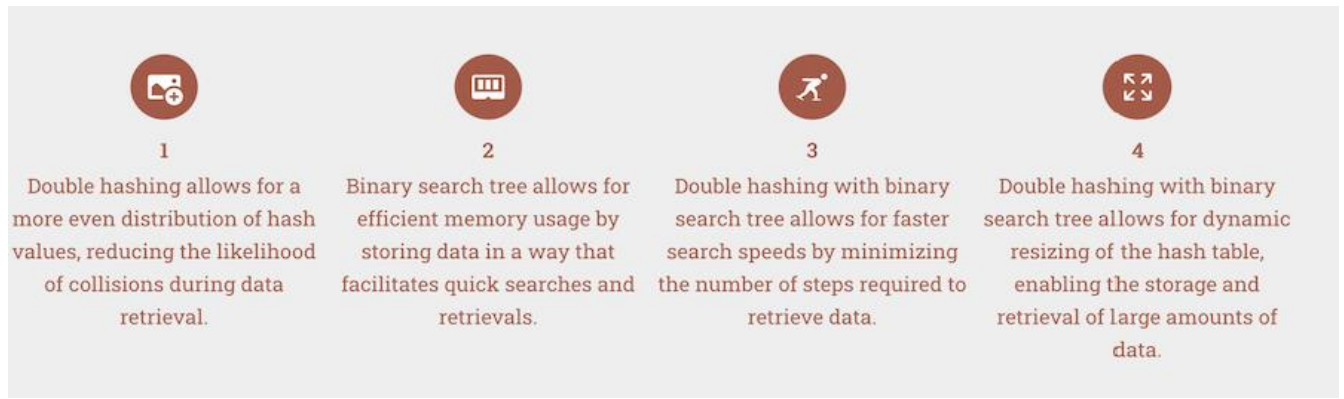 1
Double hashing allows for a
more even distribution of hash
values, reducing the likelihood
of collisions during data
retrieval.
2
Binary search tree allows for
efficient memory usage by
storing data in a way that
facilitates quick searches and
retrievals.
3
Double hashing with binary
search tree allows for faster
search speeds by minimizing
the number of steps required to
retrieve data.
4
Double hashing with binary
search tree allows for dynamic
resizing of the hash table,
enabling the storage and
retrieval of large amounts of
data.